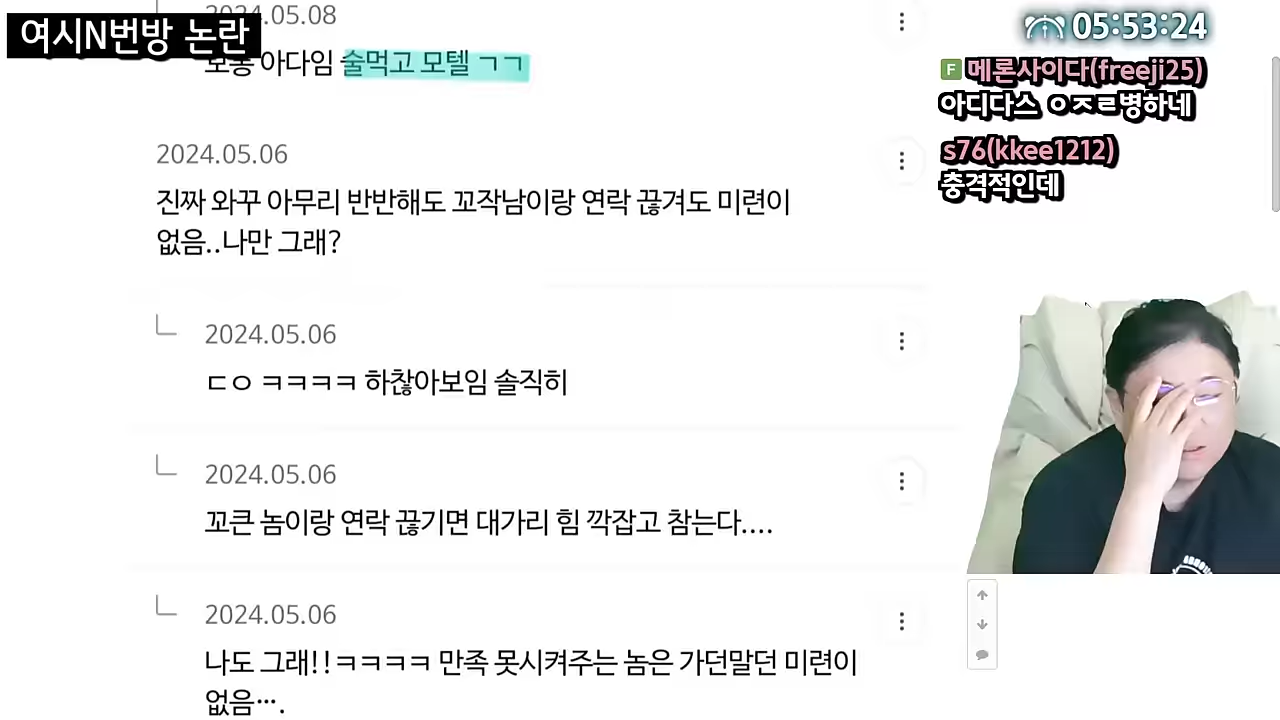 여시N번방 논란
2024.05.08
보통 아다임 술먹고 모텔 ㄱㄱ
2024.05.06
진짜 와꾸 아무리 반반해도 꼬작남이랑 연락 끊겨도 미련이
없음..나만 그래?
2024.05.06
ㄷㅇ ㅋㅋㅋㅋ 하찮아보임 솔직히
2024.05.06
꼬큰 놈이랑 연락 끊기면 대가리 힘 깍잡고 참는다....
2024.05.06
나도 그래!!ㅋㅋㅋㅋ 만족 못시켜주는 놈은 가던말던 미련이
없음….
05:53:24
F 메론사이다(freeji25)
아디다스 ㅇㅈㄹ병하네
s76(kkee1212)
충격적인데